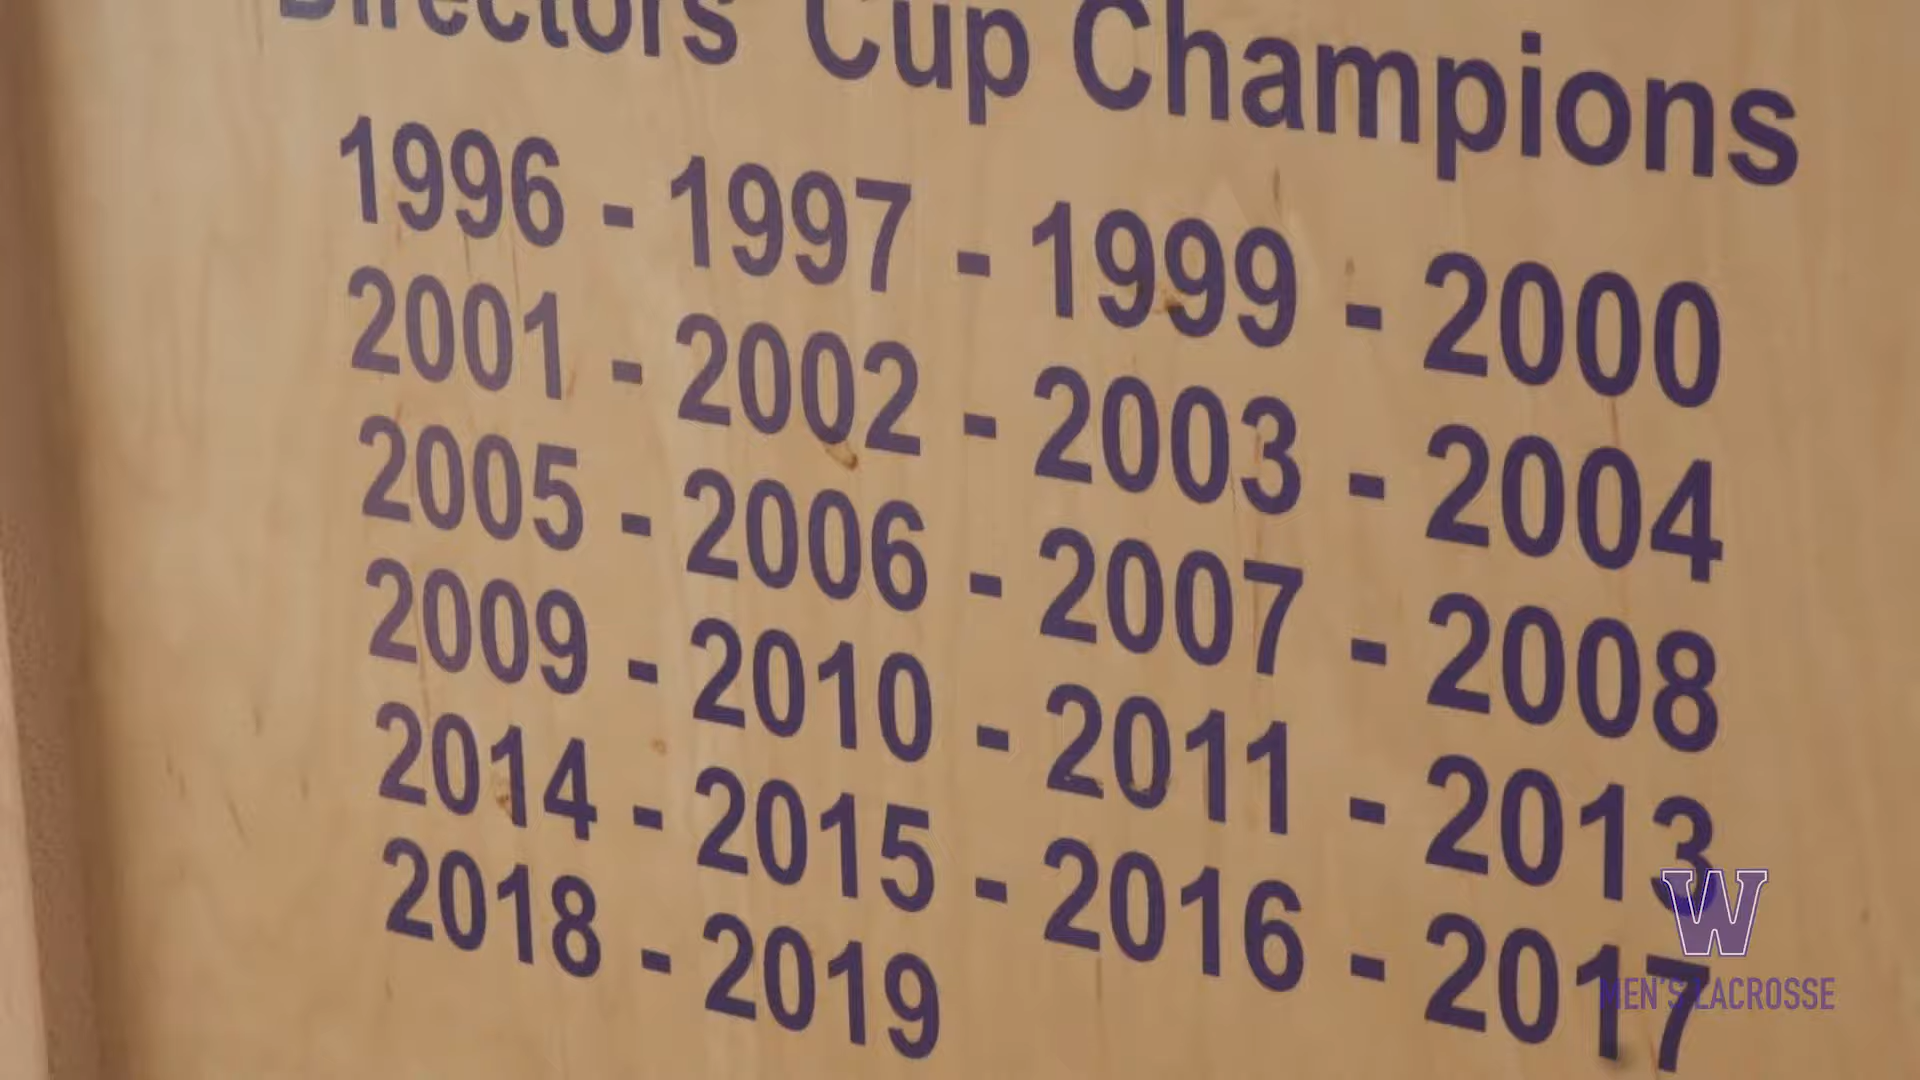 Directors' Cup Champions
1996 - 1997 - 1999 - 2000
2001 - 2002 - 2003 - 2004
2005 - 2006 - 2007 - 2008
2009 - 2010 - 2011 - 2013
2014 - 2015 - 2016 - 2017
2018 - 2019
W
MEN'S LACROSSE